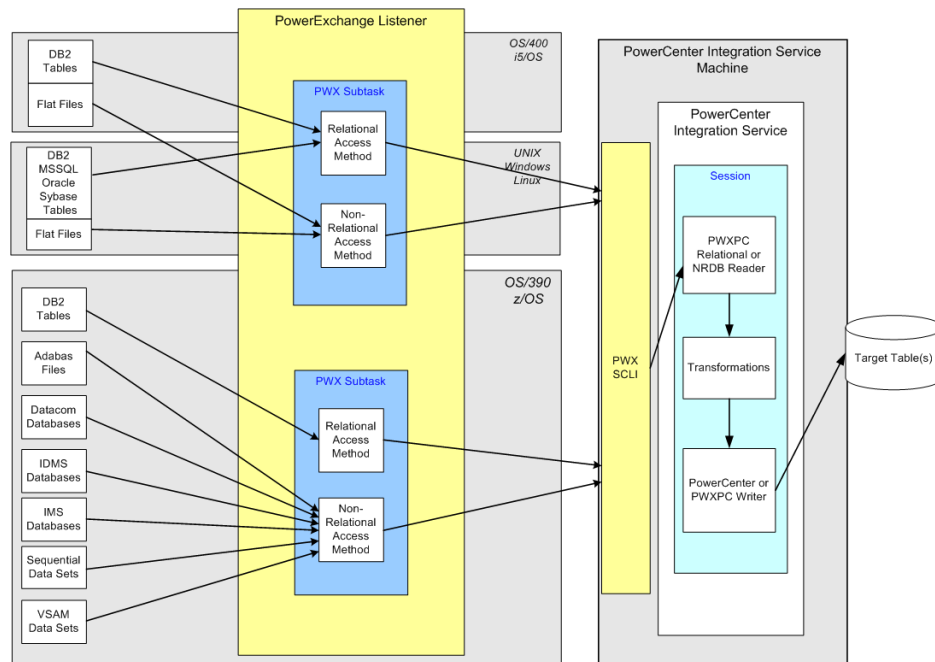 PowerExchange Listener
OS/400
i5/OS
DB2
Tables
Flat Files
PWX Subtask
Relational
Access
Method
UNIX
Windows
Linux
DB2
MSSQL
Oracle
Sybase
Tables
Flat Files
Non-
Relational
Access
Method
OS/390
z/OS
DB2
Tables
Adabas
Files
Datacom
Databases
IDMS
Databases
IMS
Databases
Sequential
Data Sets
VSAM
Data Sets
PWX Subtask
Relational
Access
Method
Non-
Relational
Access
Method
PowerCenter Integration Service
Machine
PowerCenter
Integration Service
PWX
SCLI
Session
PWXPC
Relational or
NRDB Reader
Transformations
PowerCenter or
PWXPC Writer
Target Table(s)